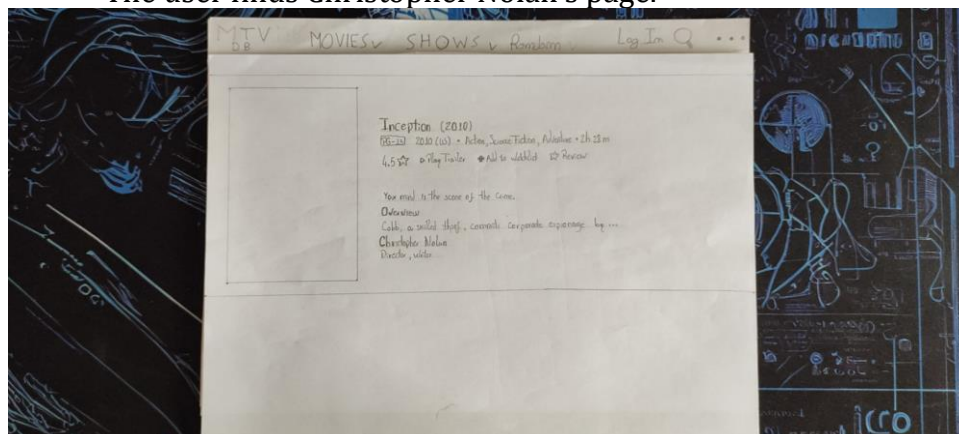 The user finds Christopher Nolan's page.
MTV DB MOVIES SHOWS Random Log In
Inception (2010)
PG-13 2010 (US) • Action, Science Fiction, Adventure • 2h 28m
4.5 Play Trailer Add to watchlist Review
Your mind is the scene of the crime.
Overview
Cobb, a skilled thief, commits corporate espionage by ...
Christopher Nolan
Director, writer